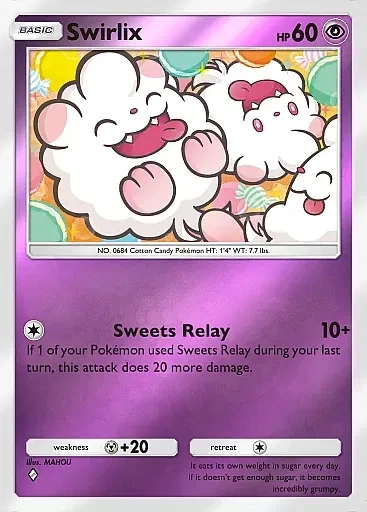 BASIC Swirlix HP 60
NO. 0684 Cotton Candy Pokémon HT: 1'4" WT: 7.7 lbs.
Sweets Relay 10+
If 1 of your Pokémon used Sweets Relay during your last
turn, this attack does 20 more damage.
weakness +20 retreat
Illus. MAHOU
It eats its own weight in sugar every day.
If it doesn't get enough sugar, it becomes
incredibly grumpy.